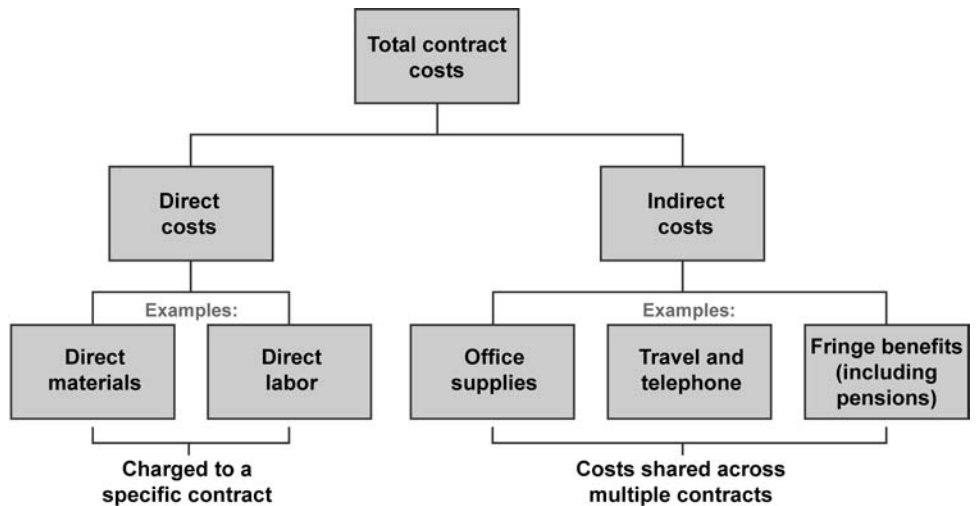 Total contract
costs
Direct
costs
Indirect
costs
Examples:
Examples:
Direct
materials
Direct
labor
Office
supplies
Travel and
telephone
Fringe benefits
(including
pensions)
Charged to a
specific contract
Costs shared across
multiple contracts